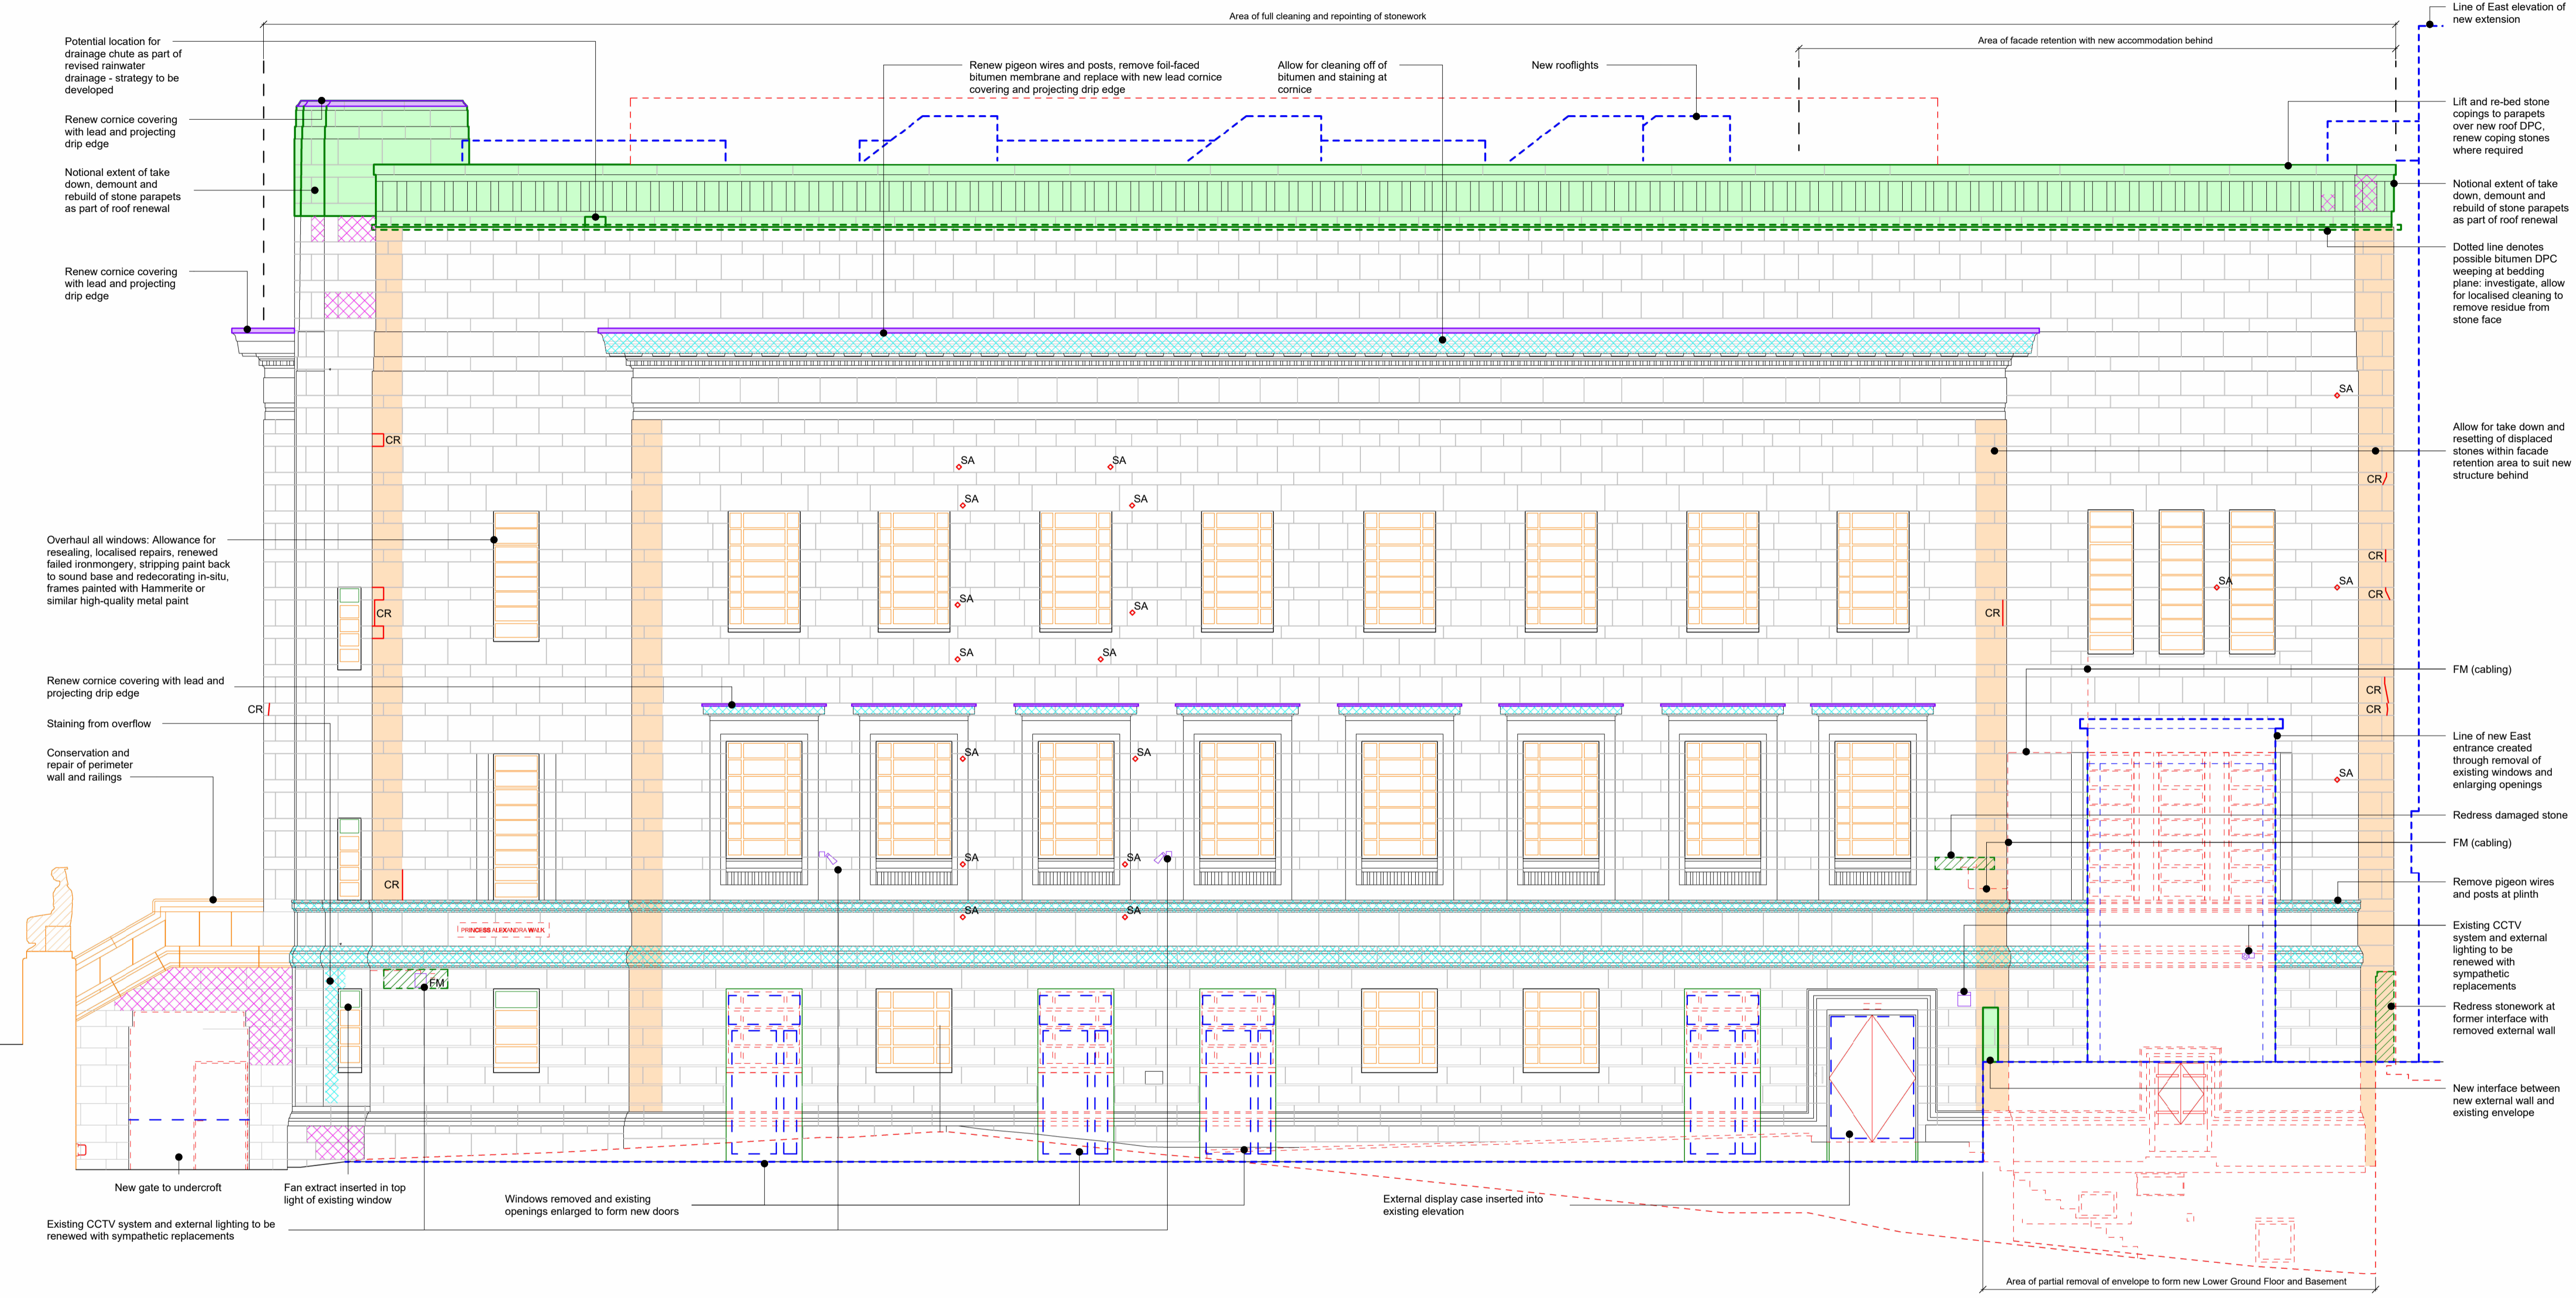 Area of full cleaning and repointing of stonework
Area of facade retention with new accommodation behind
Line of East elevation of
new extension
Potential location for
drainage chute as part of
revised rainwater
drainage - strategy to be
developed
Renew pigeon wires and posts, remove foil-faced
bitumen membrane and replace with new lead cornice
covering and projecting drip edge
Allow for cleaning off of
bitumen and staining at
cornice
New rooflights
Lift and re-bed stone
copings to parapets
over new roof DPC,
renew coping stones
where required
Renew cornice covering
with lead and projecting
drip edge
Notional extent of take
down, demount and
rebuild of stone parapets
as part of roof renewal
Notional extent of take
down, demount and
rebuild of stone parapets
as part of roof renewal
Dotted line denotes
possible bitumen DPC
weeping at bedding
plane: investigate, allow
for localised cleaning to
remove residue from
stone face
Renew cornice covering
with lead and projecting
drip edge
SA
CR
Allow for take down and
resetting of displaced
stones within facade
retention area to suit new
structure behind
SA
SA
CR
SA
SA
Overhaul all windows: Allowance for
resealing, localised repairs, renewed
failed ironmongery, stripping paint back
to sound base and redecorating in-situ,
frames painted with Hammerite or
similar high-quality metal paint
CR
SA
SA
CR
SA
SA
CR
CR
SA
SA
FM (cabling)
Renew cornice covering with lead and
projecting drip edge
CR
CR
CR
Staining from overflow
Line of new East
entrance created
through removal of
existing windows and
enlarging openings
Conservation and
repair of perimeter
wall and railings
SA
SA
SA
Redress damaged stone
FM (cabling)
SA
SA
CR
Remove pigeon wires
and posts at plinth
SA
SA
PRINCESS ALEXANDRA WALK
Existing CCTV
system and external
lighting to be
renewed with
sympathetic
replacements
FM
Redress stonework at
former interface with
removed external wall
New interface between
new external wall and
existing envelope
New gate to undercroft
Fan extract inserted in top
light of existing window
Windows removed and existing
openings enlarged to form new doors
External display case inserted into
existing elevation
Existing CCTV system and external lighting to be
renewed with sympathetic replacements
Area of partial removal of envelope to form new Lower Ground Floor and Basement